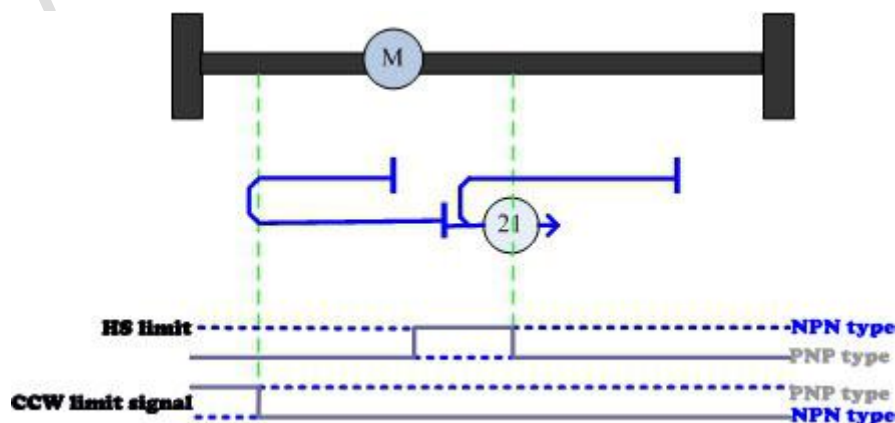 M
21
HS limit
NPN type
PNP type
CCW limit signal
PNP type
NPN type